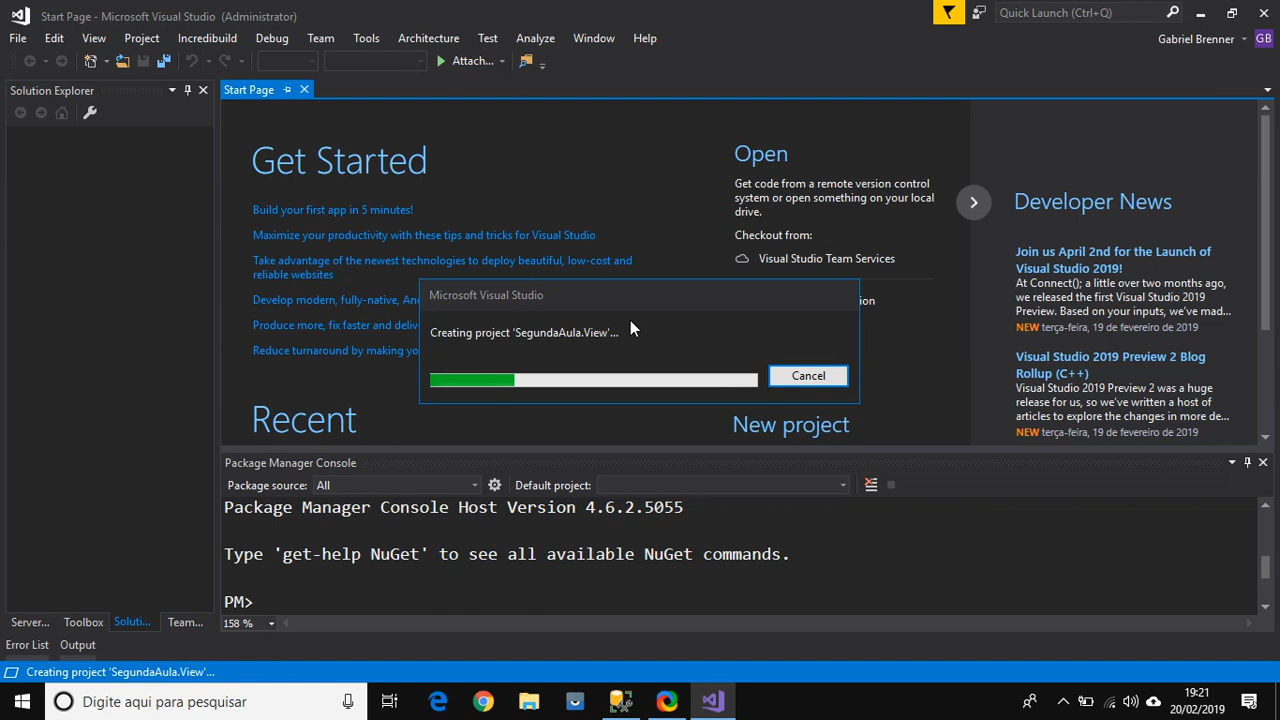 Start Page - Microsoft Visual Studio (Administrator)
Quick Launch (Ctrl+Q)
File Edit View Project Incredibuild Debug Team Tools Architecture Test Analyze Window Help
Gabriel Brenner GB
Attach...
Solution Explorer
Start Page
Get Started
Build your first app in 5 minutes!
Maximize your productivity with these tips and tricks for Visual Studio
Take advantage of the newest technologies to deploy beautiful, low-cost and
reliable websites
Develop modern, fully-native, An
Produce more, fix faster and deliv
Reduce turnaround by making yo
Recent
Open
Get code from a remote version control
system or open something on your local
drive.
Checkout from:
Visual Studio Team Services
ion
New project
Developer News
Join us April 2nd for the Launch of
Visual Studio 2019!
At Connect(); a little over two months ago,
we released the first Visual Studio 2019
Preview. Based on your inputs, we've mad...
NEW terça-feira, 19 de fevereiro de 2019
Visual Studio 2019 Preview 2 Blog
Rollup (C++)
Visual Studio 2019 Preview 2 was a huge
release for us, so we've written a host of
articles to explore the changes in more de...
NEW terça-feira, 19 de fevereiro de 2019
Microsoft Visual Studio
Creating project 'SegundaAula.View'...
Cancel
Package Manager Console
Package source: All
Default project:
Package Manager Console Host Version 4.6.2.5055
Type 'get-help NuGet' to see all available NuGet commands.
PM>
158 %
Server... Toolbox Soluti... Team...
Error List Output
Creating project 'SegundaAula.View'...
Digite aqui para pesquisar
19:21
20/02/2019